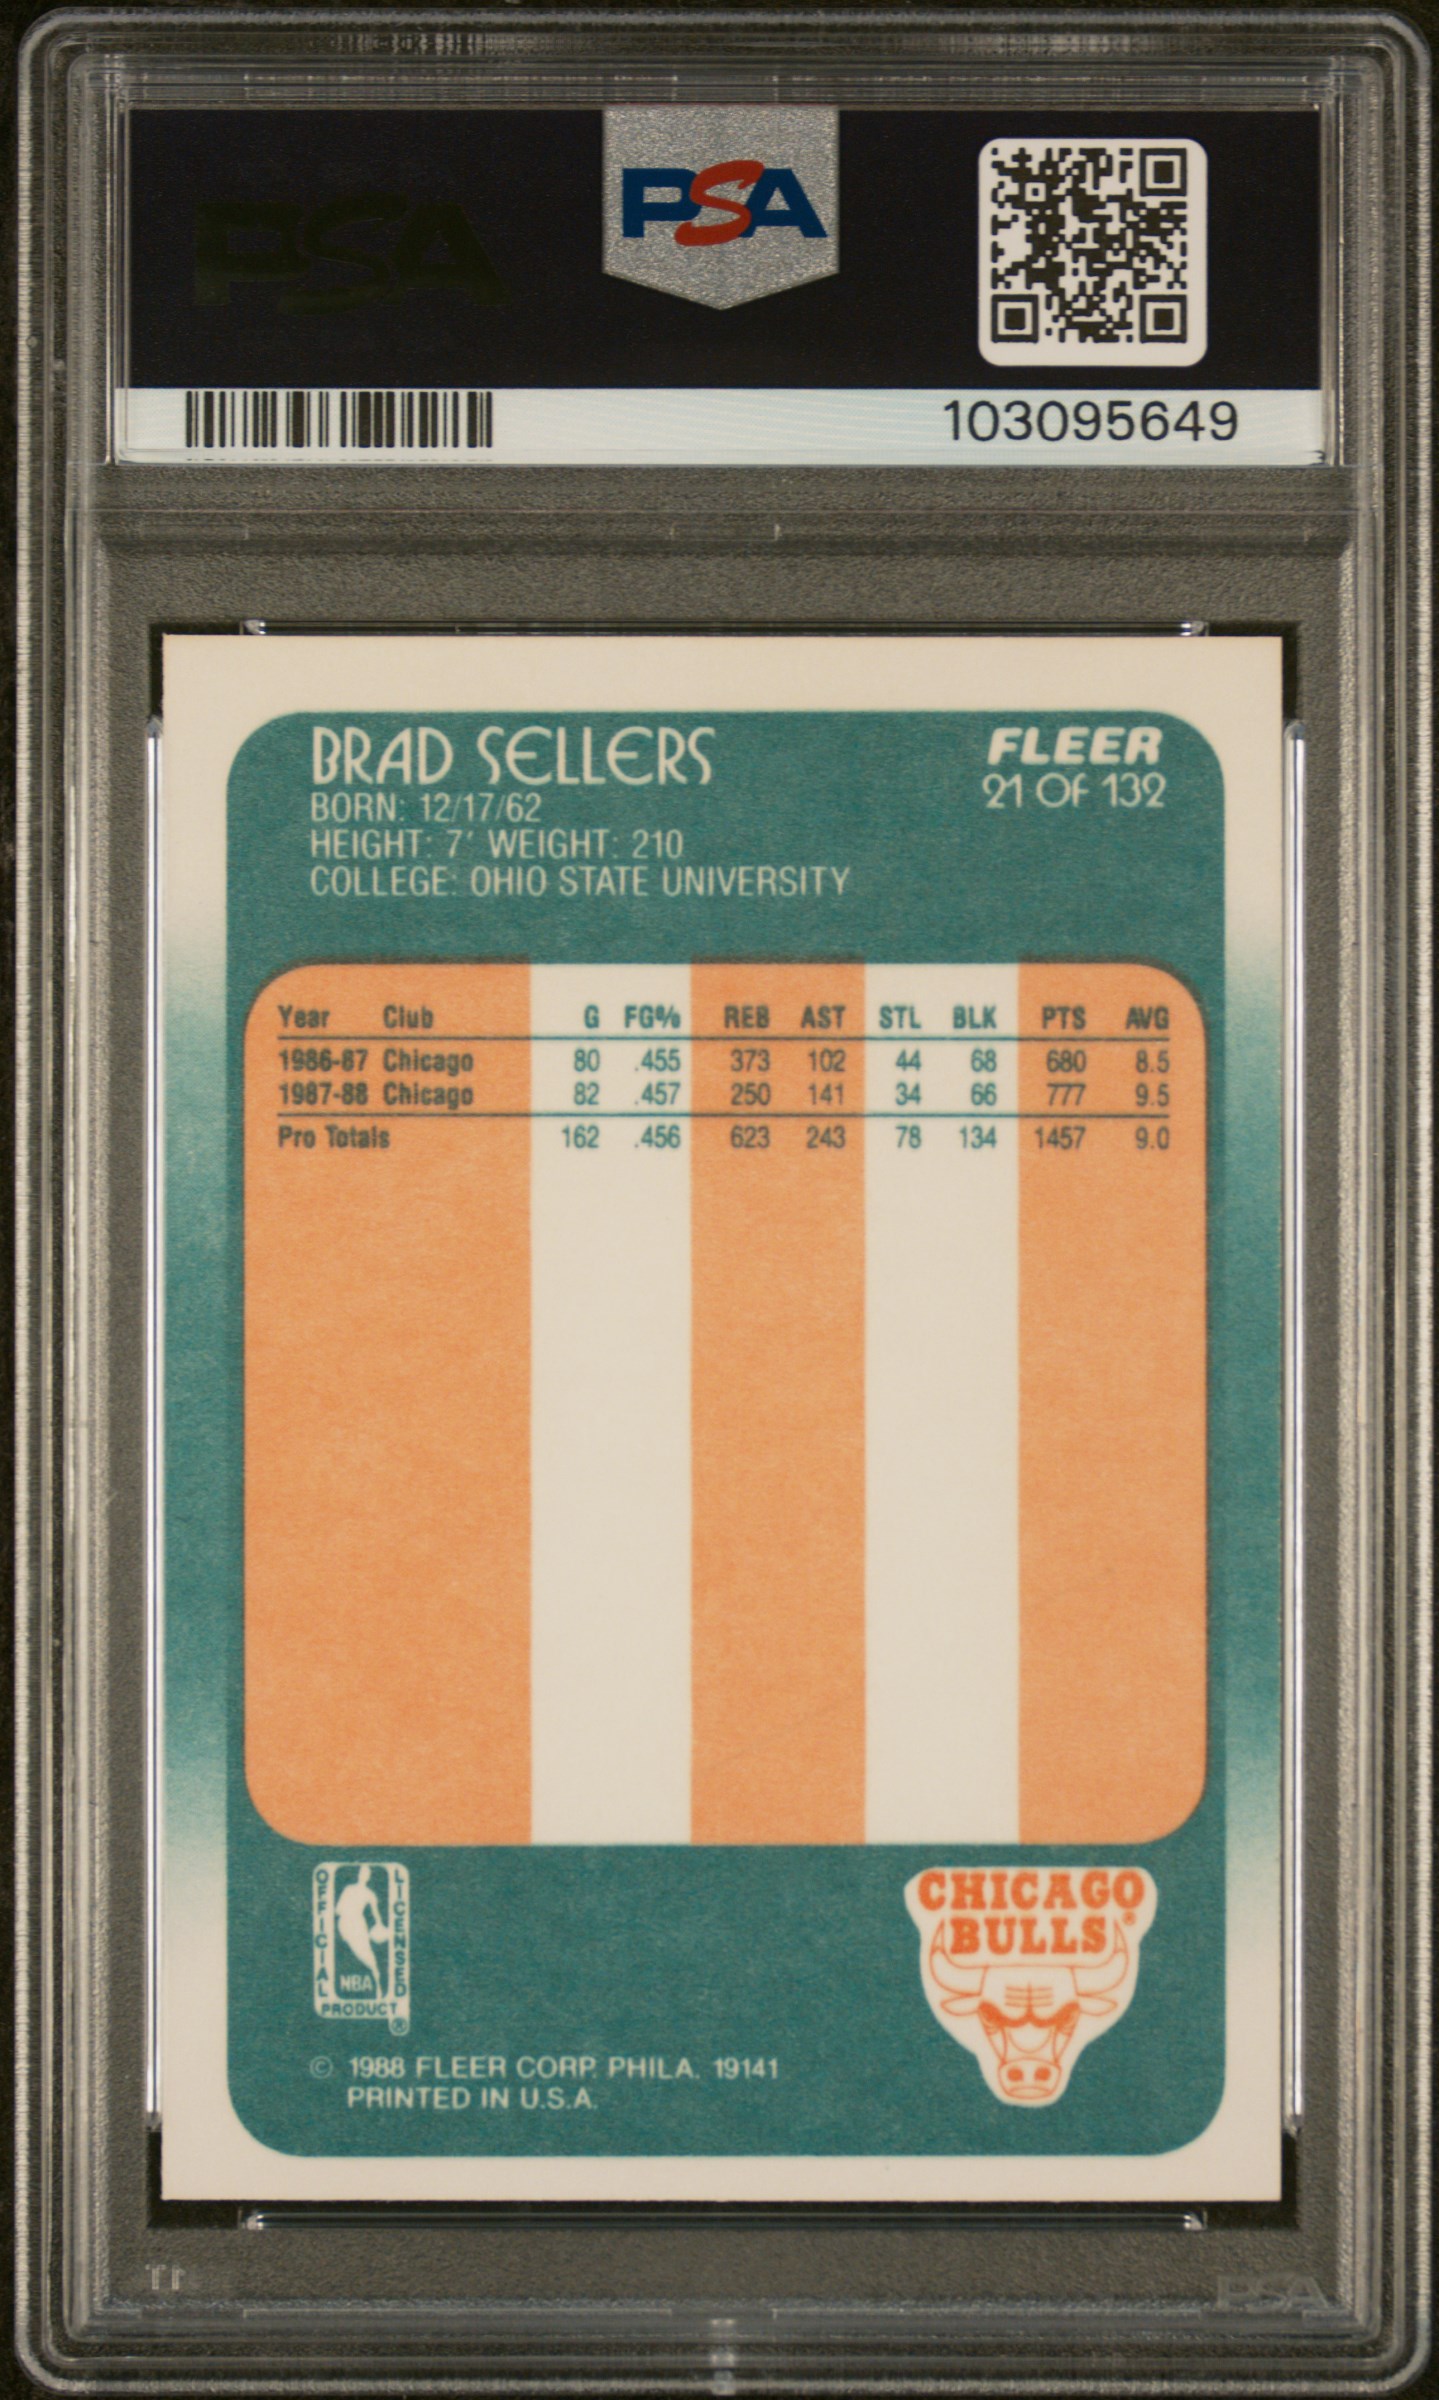 PSA
PSA
103095649
BRAD SELLERS
FLEER
BORN: 12/17/62
21 OF 132
HEIGHT: 7' WEIGHT: 210
COLLEGE: OHIO STATE UNIVERSITY
Year Club G FG% REB AST STL BLK PTS AVG
1986-87 Chicago 80 .455 373 102 44 68 680 8.5
1987-88 Chicago 82 .457 250 141 34 66 777 9.5
Pro Totals 162 .456 623 243 78 134 1457 9.0
OFFICIAL
LICENSED
NBA
PRODUCT
®
CHICAGO
BULLS®
© 1988 FLEER CORP. PHILA. 19141
PRINTED IN U.S.A.
PSA